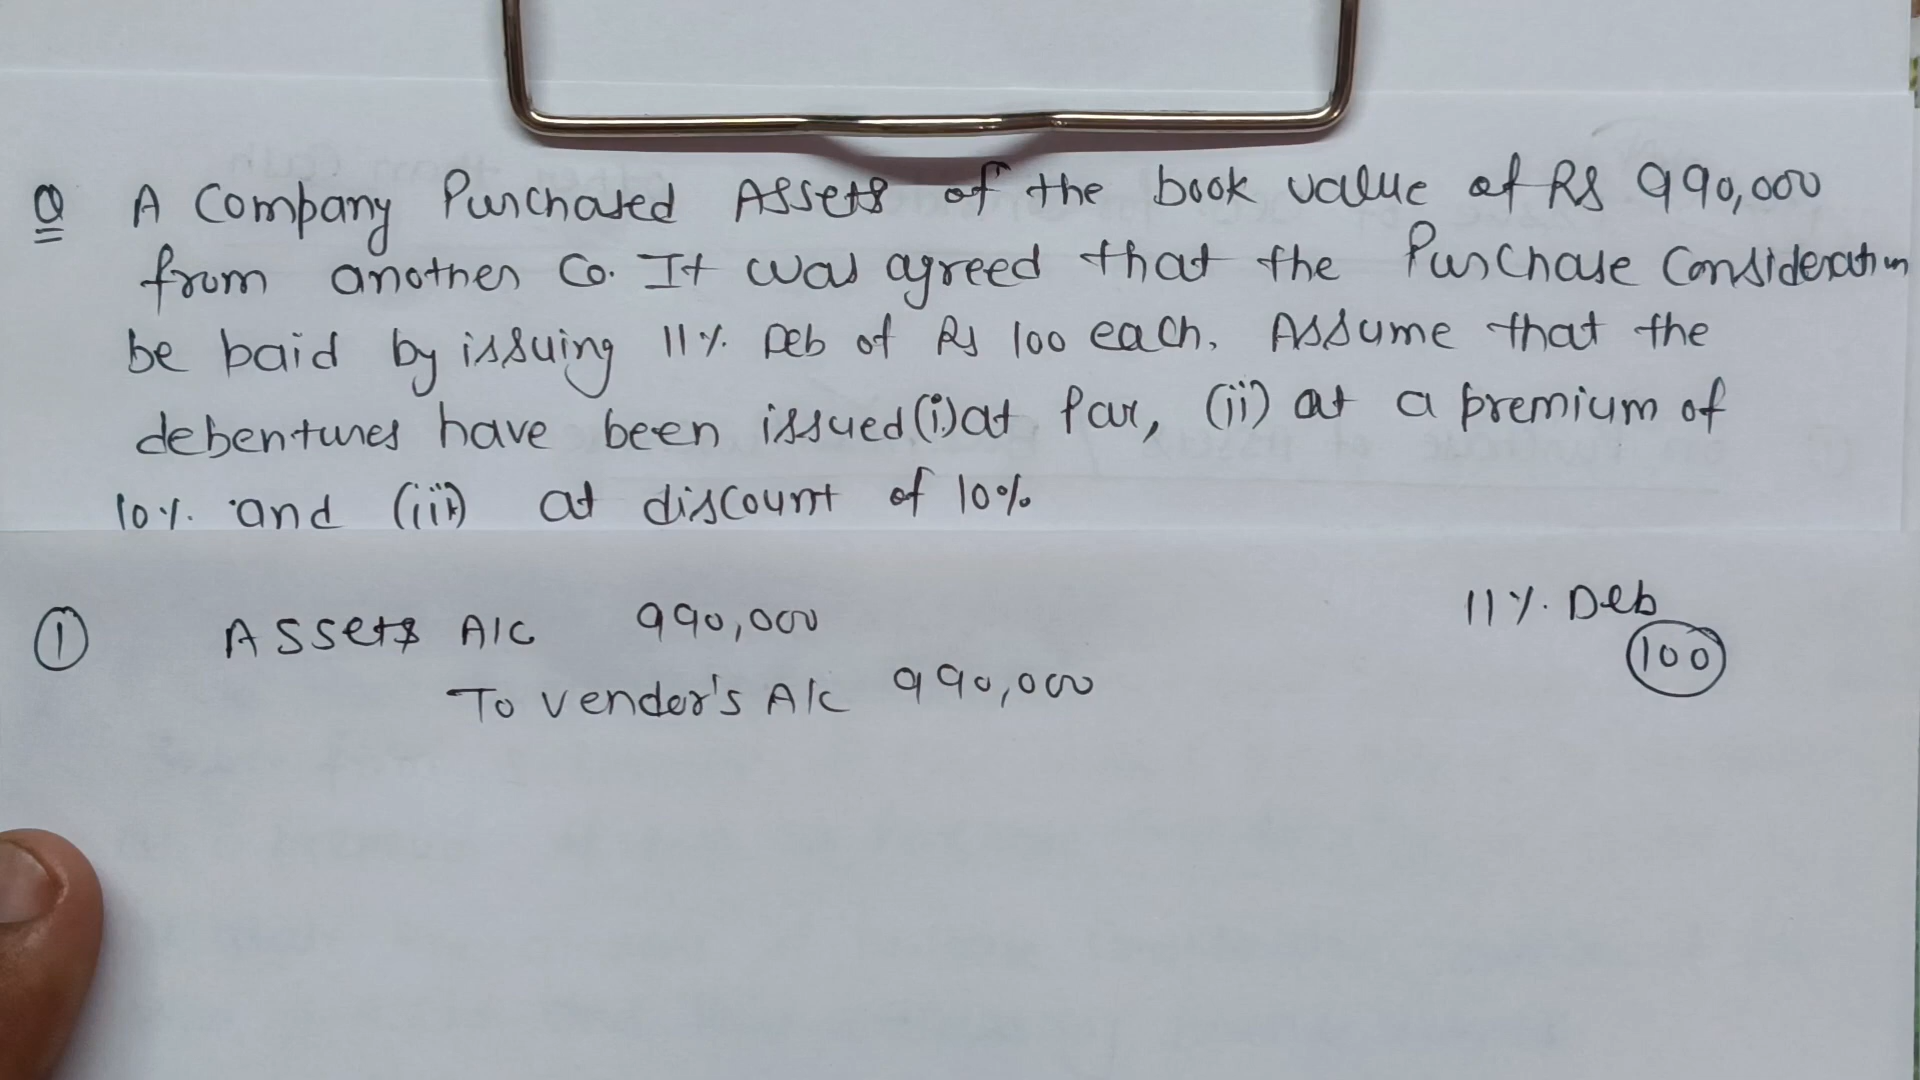 Q A Company Purchased Assets of the book value of Rs 990,000
from another Co. It was agreed that the Purchase Consideration
be paid by issuing 11% Deb of Rs 100 each. Assume that the
debentures have been issued (i) at Par, (ii) at a premium of
10%. and (iii) at discount of 10%
① Assets A/c 990,000
To vender's A/c 990,000
11%. Deb
100